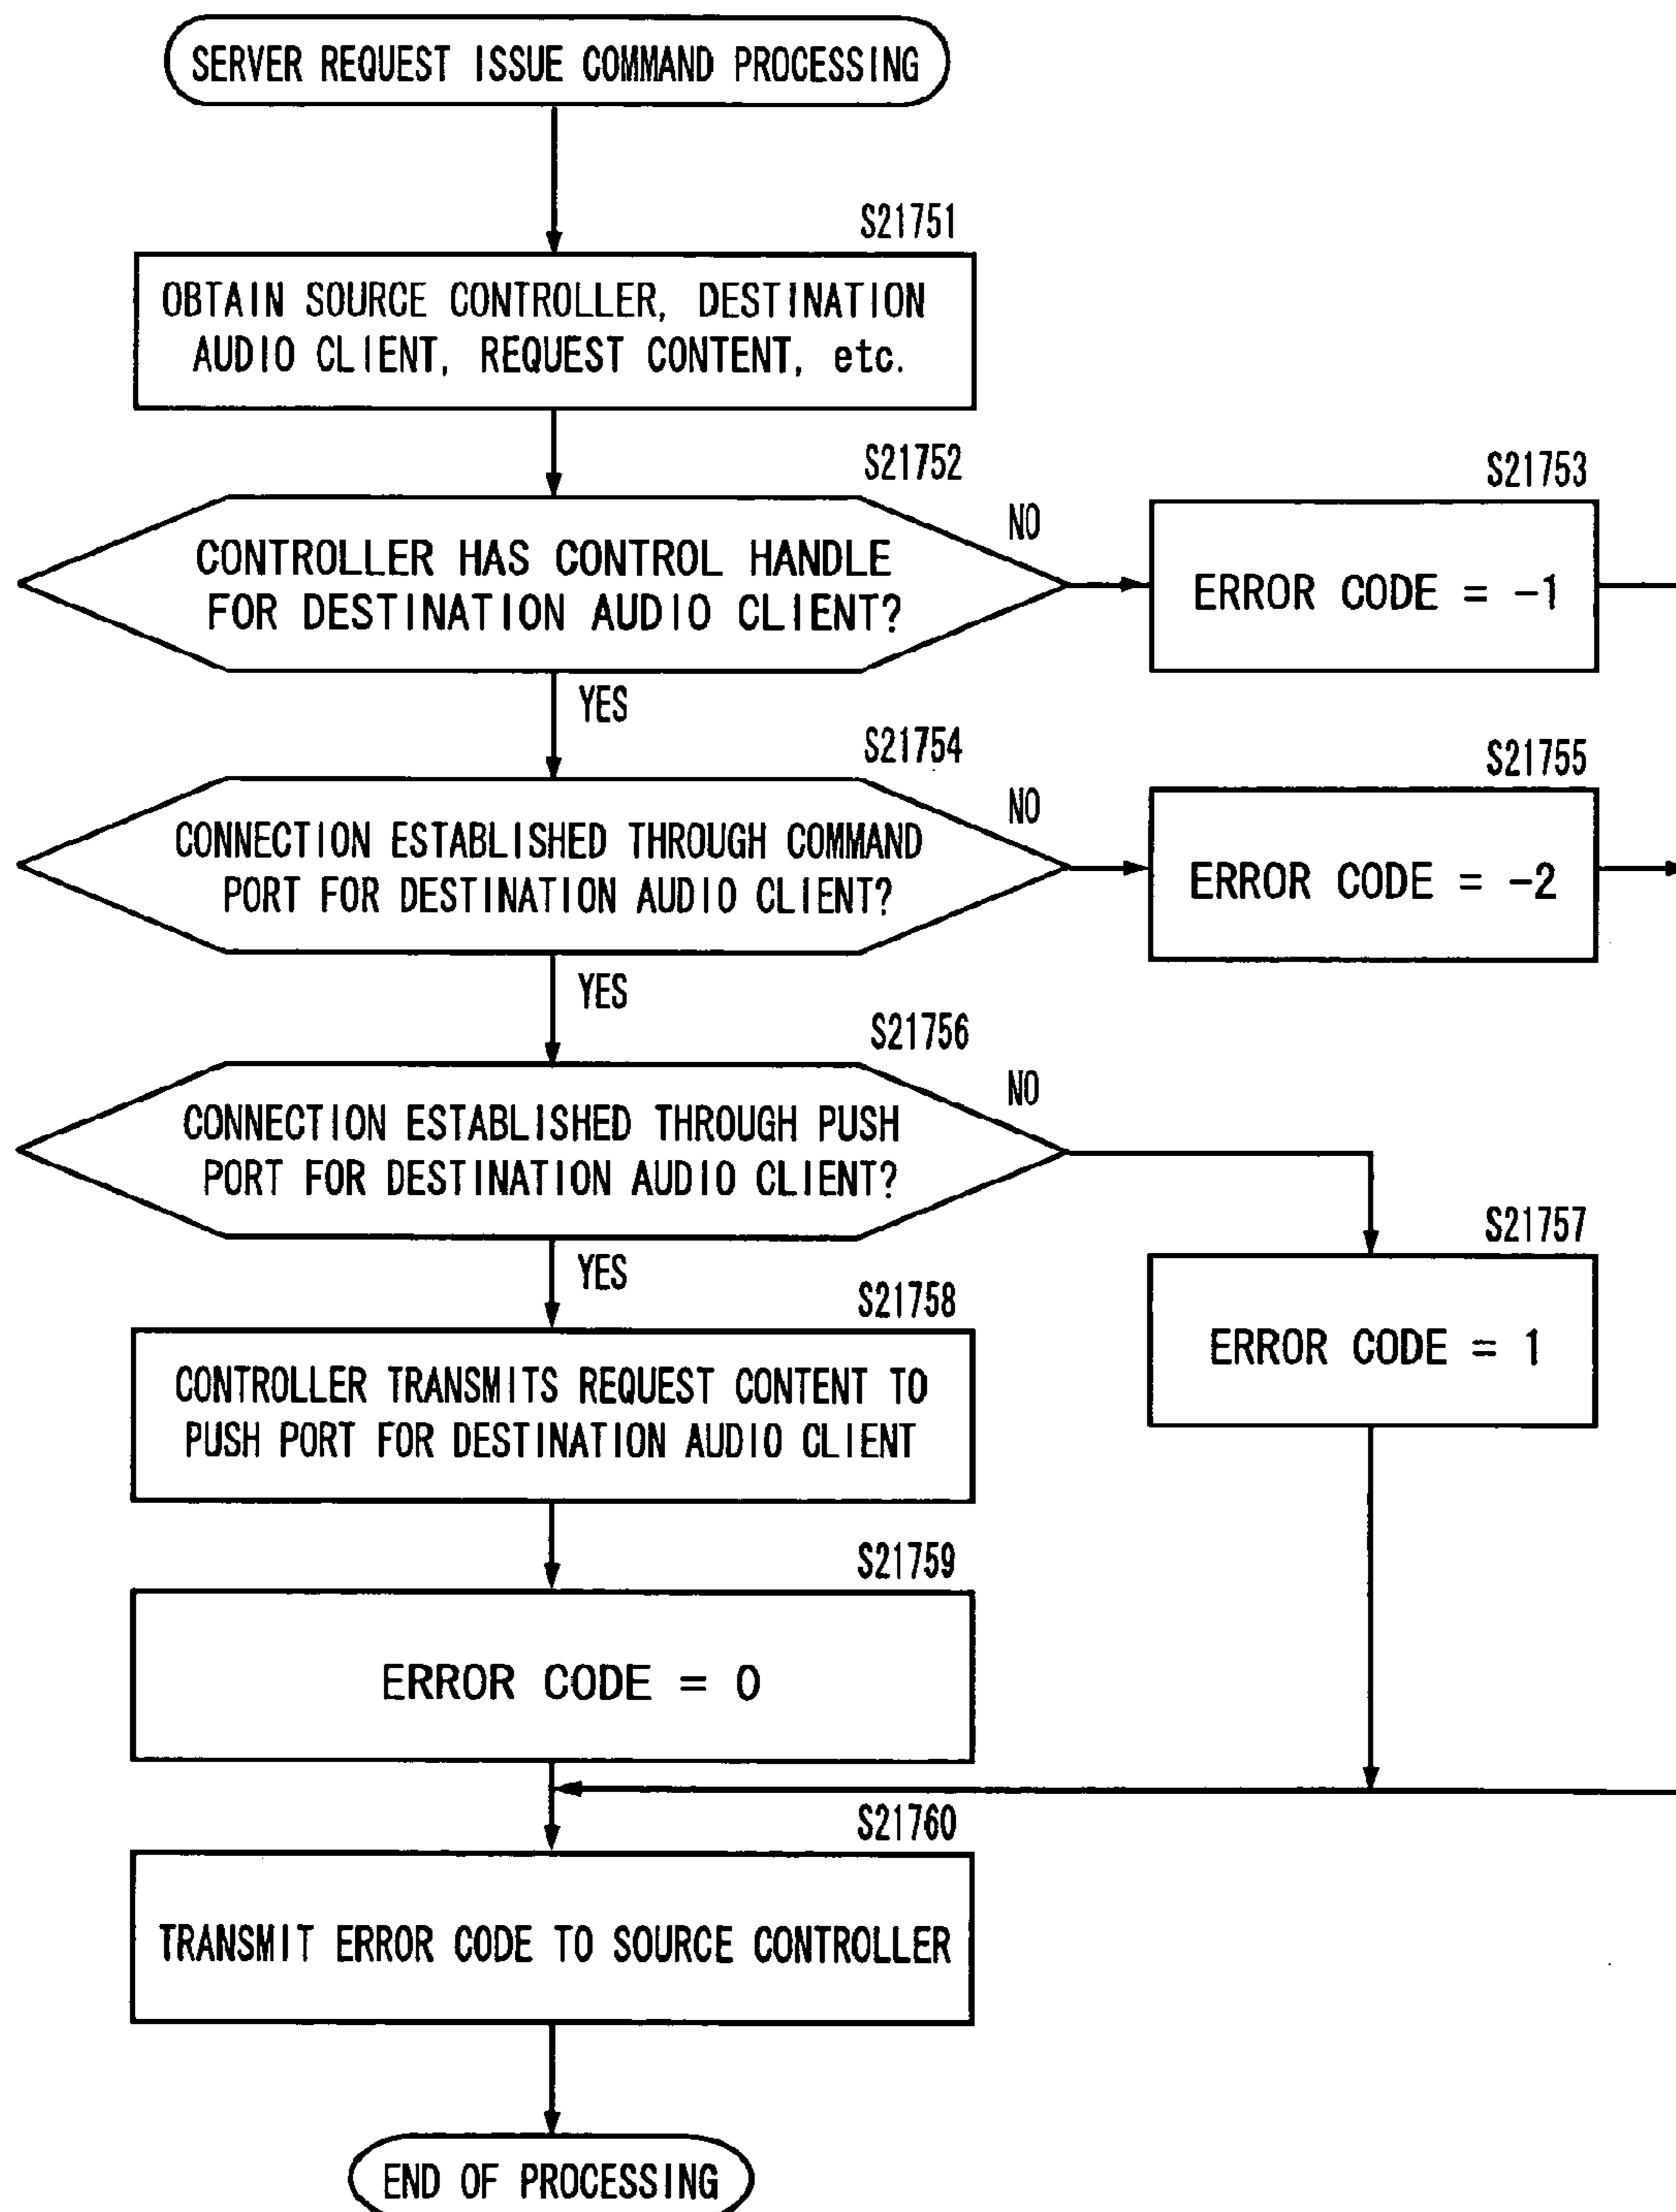 SERVER REQUEST ISSUE COMMAND PROCESSING
S21751
OBTAIN SOURCE CONTROLLER, DESTINATION
AUDIO CLIENT, REQUEST CONTENT, etc.
S21752
CONTROLLER HAS CONTROL HANDLE
FOR DESTINATION AUDIO CLIENT?
NO
S21753
ERROR CODE = -1
YES
S21754
CONNECTION ESTABLISHED THROUGH COMMAND
PORT FOR DESTINATION AUDIO CLIENT?
NO
S21755
ERROR CODE = -2
YES
S21756
CONNECTION ESTABLISHED THROUGH PUSH
PORT FOR DESTINATION AUDIO CLIENT?
NO
S21757
ERROR CODE = 1
YES
S21758
CONTROLLER TRANSMITS REQUEST CONTENT TO
PUSH PORT FOR DESTINATION AUDIO CLIENT
S21759
ERROR CODE = 0
S21760
TRANSMIT ERROR CODE TO SOURCE CONTROLLER
END OF PROCESSING